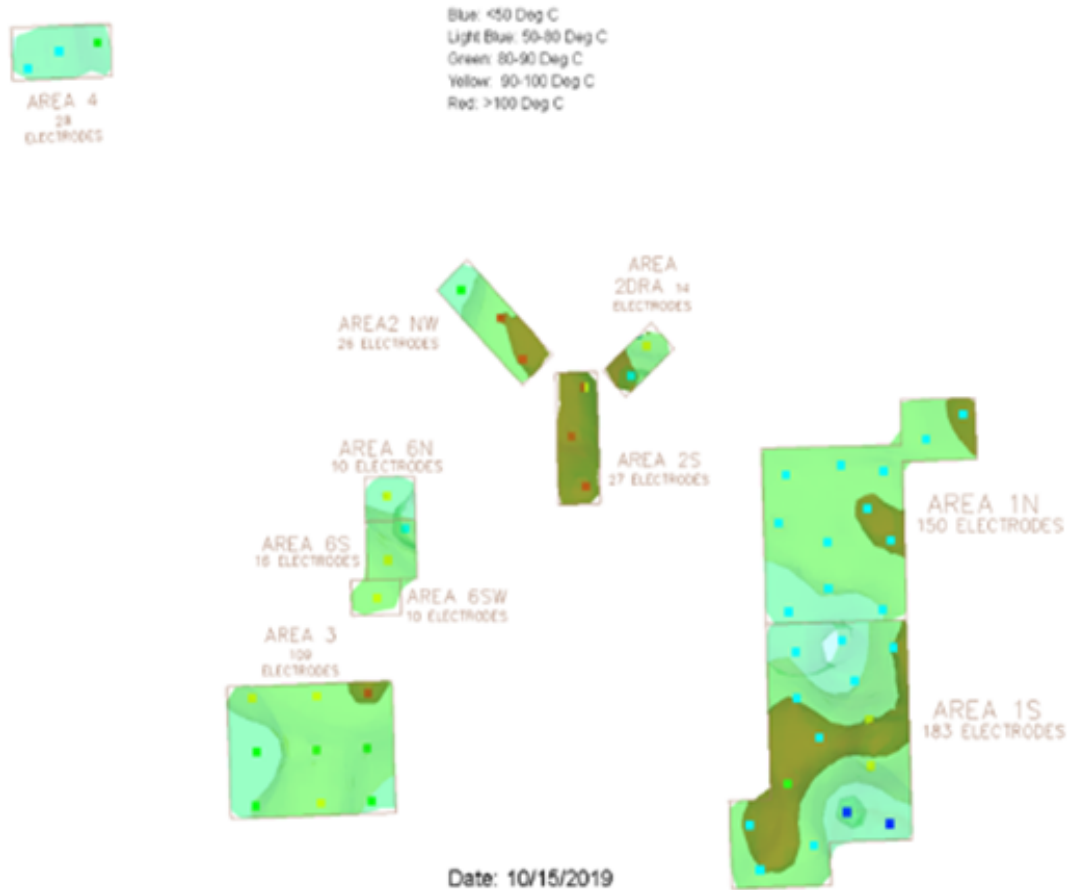 Blue: <50 Deg C
Light Blue: 50-80 Deg C
Green: 80-90 Deg C
Yellow: 90-100 Deg C
Red: >100 Deg C
AREA 4
28
ELECTRODES
AREA
2DRA 14
ELECTRODES
AREA2 NW
26 ELECTRODES
AREA 6N
10 ELECTRODES
AREA 2S
27 ELECTRODES
AREA 1N
150 ELECTRODES
AREA 6S
16 ELECTRODES
AREA 6SW
10 ELECTRODES
AREA 3
109
ELECTRODES
AREA 1S
183 ELECTRODES
Date: 10/15/2019